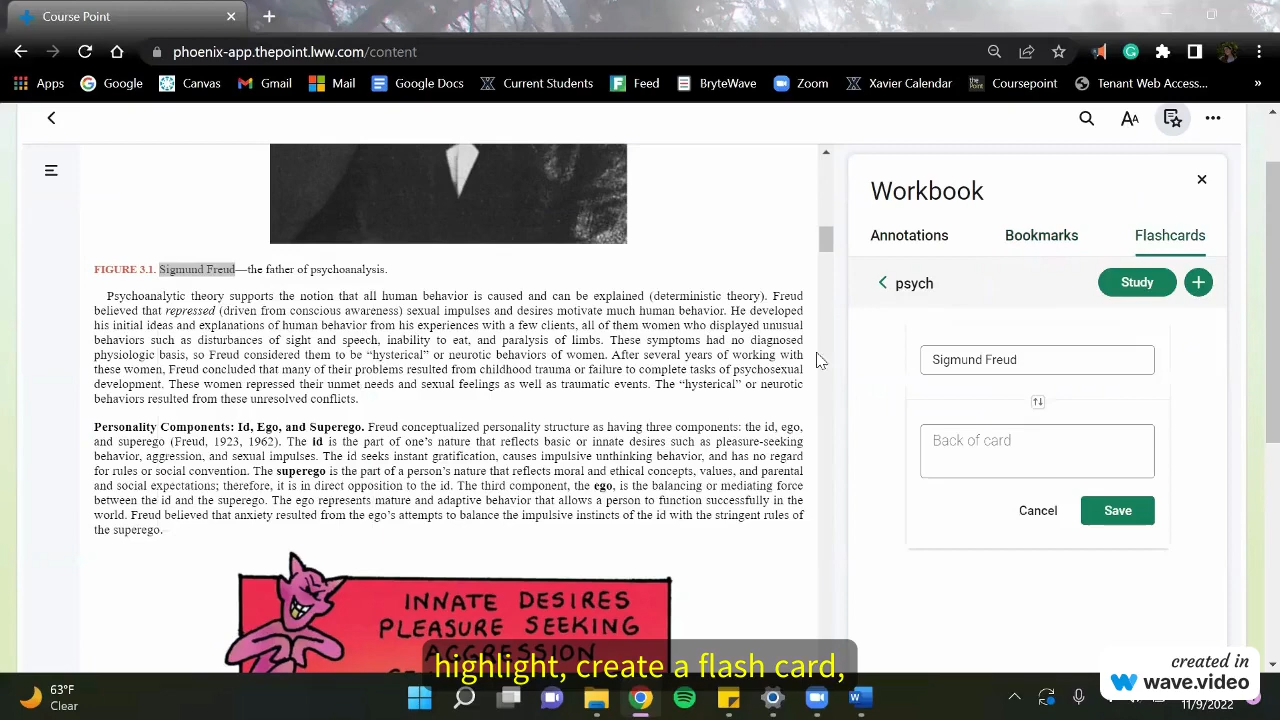 Course Point
phoenix-app.thepoint.lww.com/content
Apps Google Canvas Gmail Mail Google Docs Current Students Feed BryteWave Zoom Xavier Calendar Coursepoint Tenant Web Access... »
FIGURE 3.1. Sigmund Freud—the father of psychoanalysis.
Psychoanalytic theory supports the notion that all human behavior is caused and can be explained (deterministic theory). Freud
believed that repressed (driven from conscious awareness) sexual impulses and desires motivate much human behavior. He developed
his initial ideas and explanations of human behavior from his experiences with a few clients, all of them women who displayed unusual
behaviors such as disturbances of sight and speech, inability to eat, and paralysis of limbs. These symptoms had no diagnosed
physiologic basis, so Freud considered them to be “hysterical” or neurotic behaviors of women. After several years of working with
these women, Freud concluded that many of their problems resulted from childhood trauma or failure to complete tasks of psychosexual
development. These women repressed their unmet needs and sexual feelings as well as traumatic events. The “hysterical” or neurotic
behaviors resulted from these unresolved conflicts.
Personality Components: Id, Ego, and Superego. Freud conceptualized personality structure as having three components: the id, ego,
and superego (Freud, 1923, 1962). The id is the part of one’s nature that reflects basic or innate desires such as pleasure-seeking
behavior, aggression, and sexual impulses. The id seeks instant gratification, causes impulsive unthinking behavior, and has no regard
for rules or social convention. The superego is the part of a person’s nature that reflects moral and ethical concepts, values, and parental
and social expectations; therefore, it is in direct opposition to the id. The third component, the ego, is the balancing or mediating force
between the id and the superego. The ego represents mature and adaptive behavior that allows a person to function successfully in the
world. Freud believed that anxiety resulted from the ego’s attempts to balance the impulsive instincts of the id with the stringent rules of
the superego.
INNATE DESIRES
PLEASURE SEEKING
AGGRESSION
Workbook
Annotations Bookmarks Flashcards
psych Study
Sigmund Freud
Back of card
Cancel Save
highlight, create a flash card,
created in
wave.video
63°F
Clear
11/9/2022